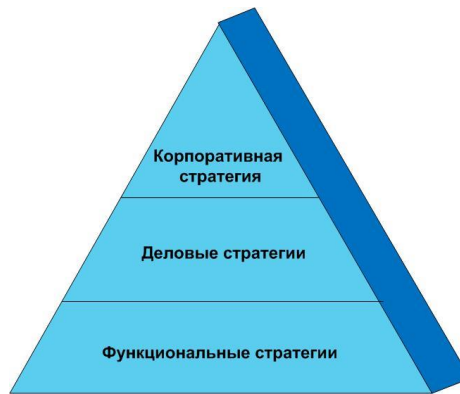 Корпоративная
стратегия
Деловые стратегии
Функциональные стратегии